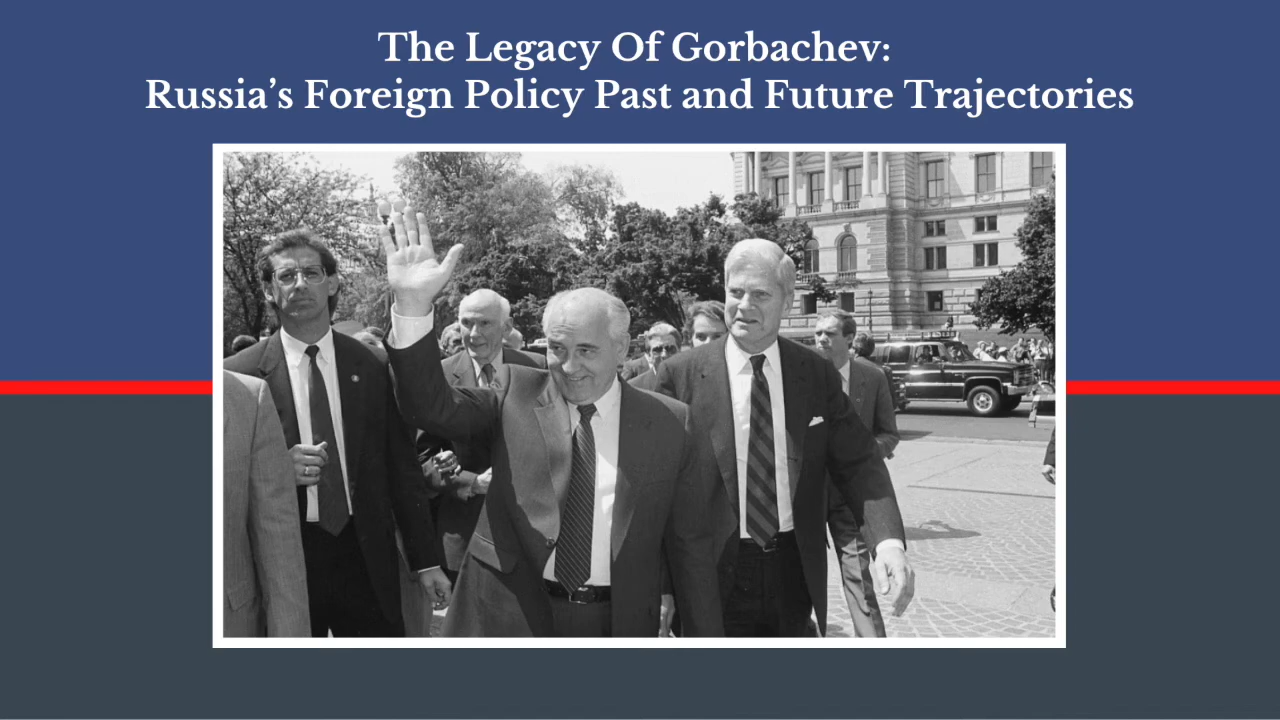 The Legacy Of Gorbachev:
Russia’s Foreign Policy Past and Future Trajectories